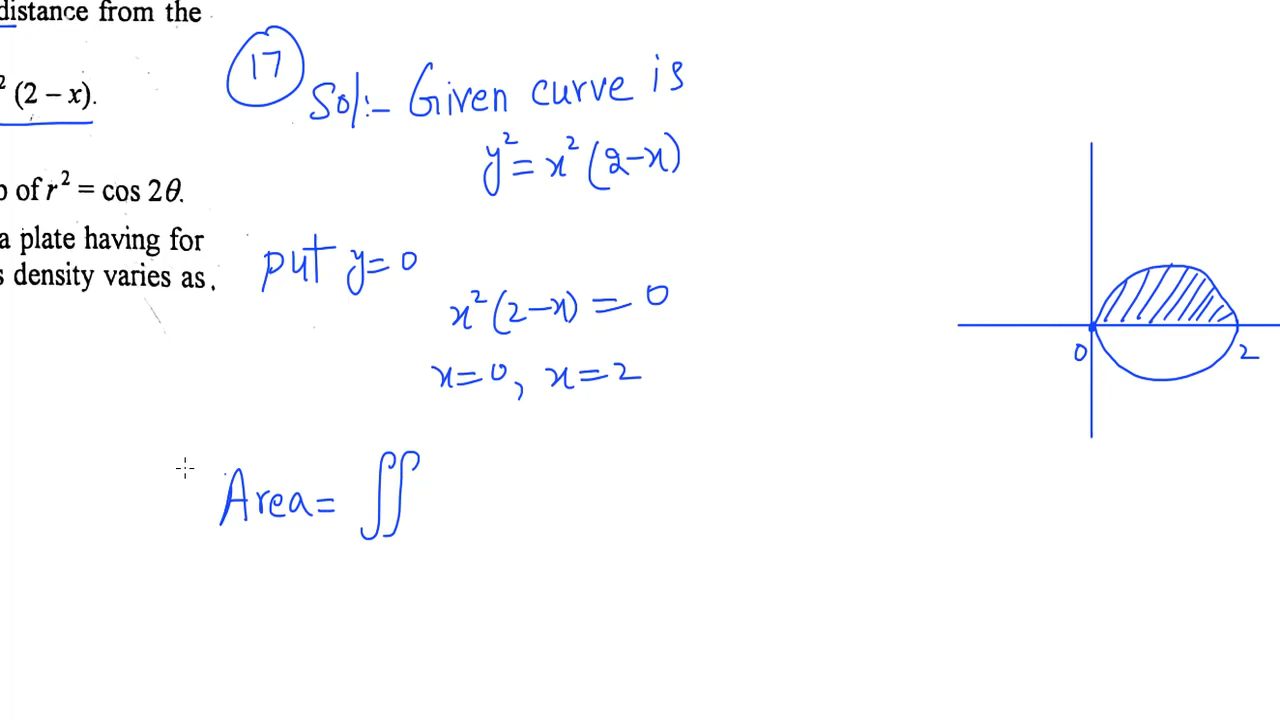 distance from the
² (2 – x).
of r² = cos 2θ.
a plate having for
s density varies as.
17
Sol:- Given curve is
y² = x² (2-x)
put y=0
x² (2-x) = 0
x=0, x=2
Area= ∬
0
2